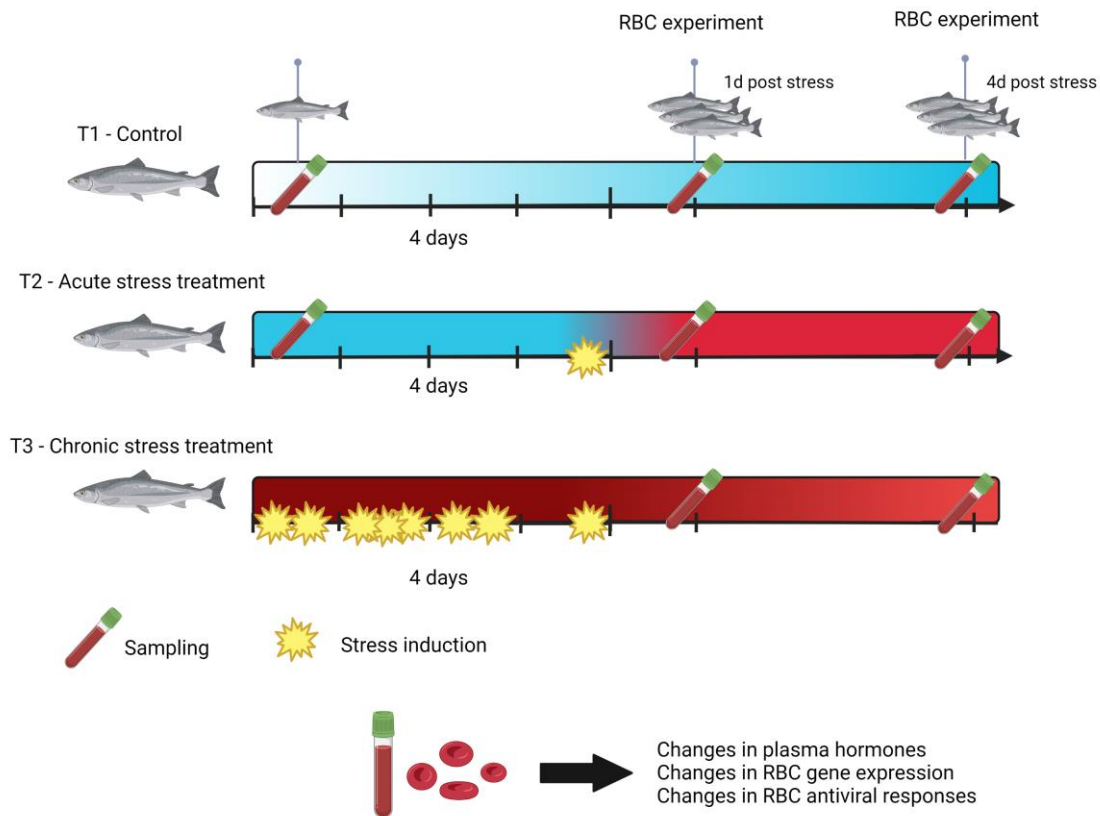 RBC experiment
RBC experiment
1d post stress
4d post stress
T1 - Control
4 days
T2 - Acute stress treatment
4 days
T3 - Chronic stress treatment
4 days
Sampling
Stress induction
Changes in plasma hormones
Changes in RBC gene expression
Changes in RBC antiviral responses